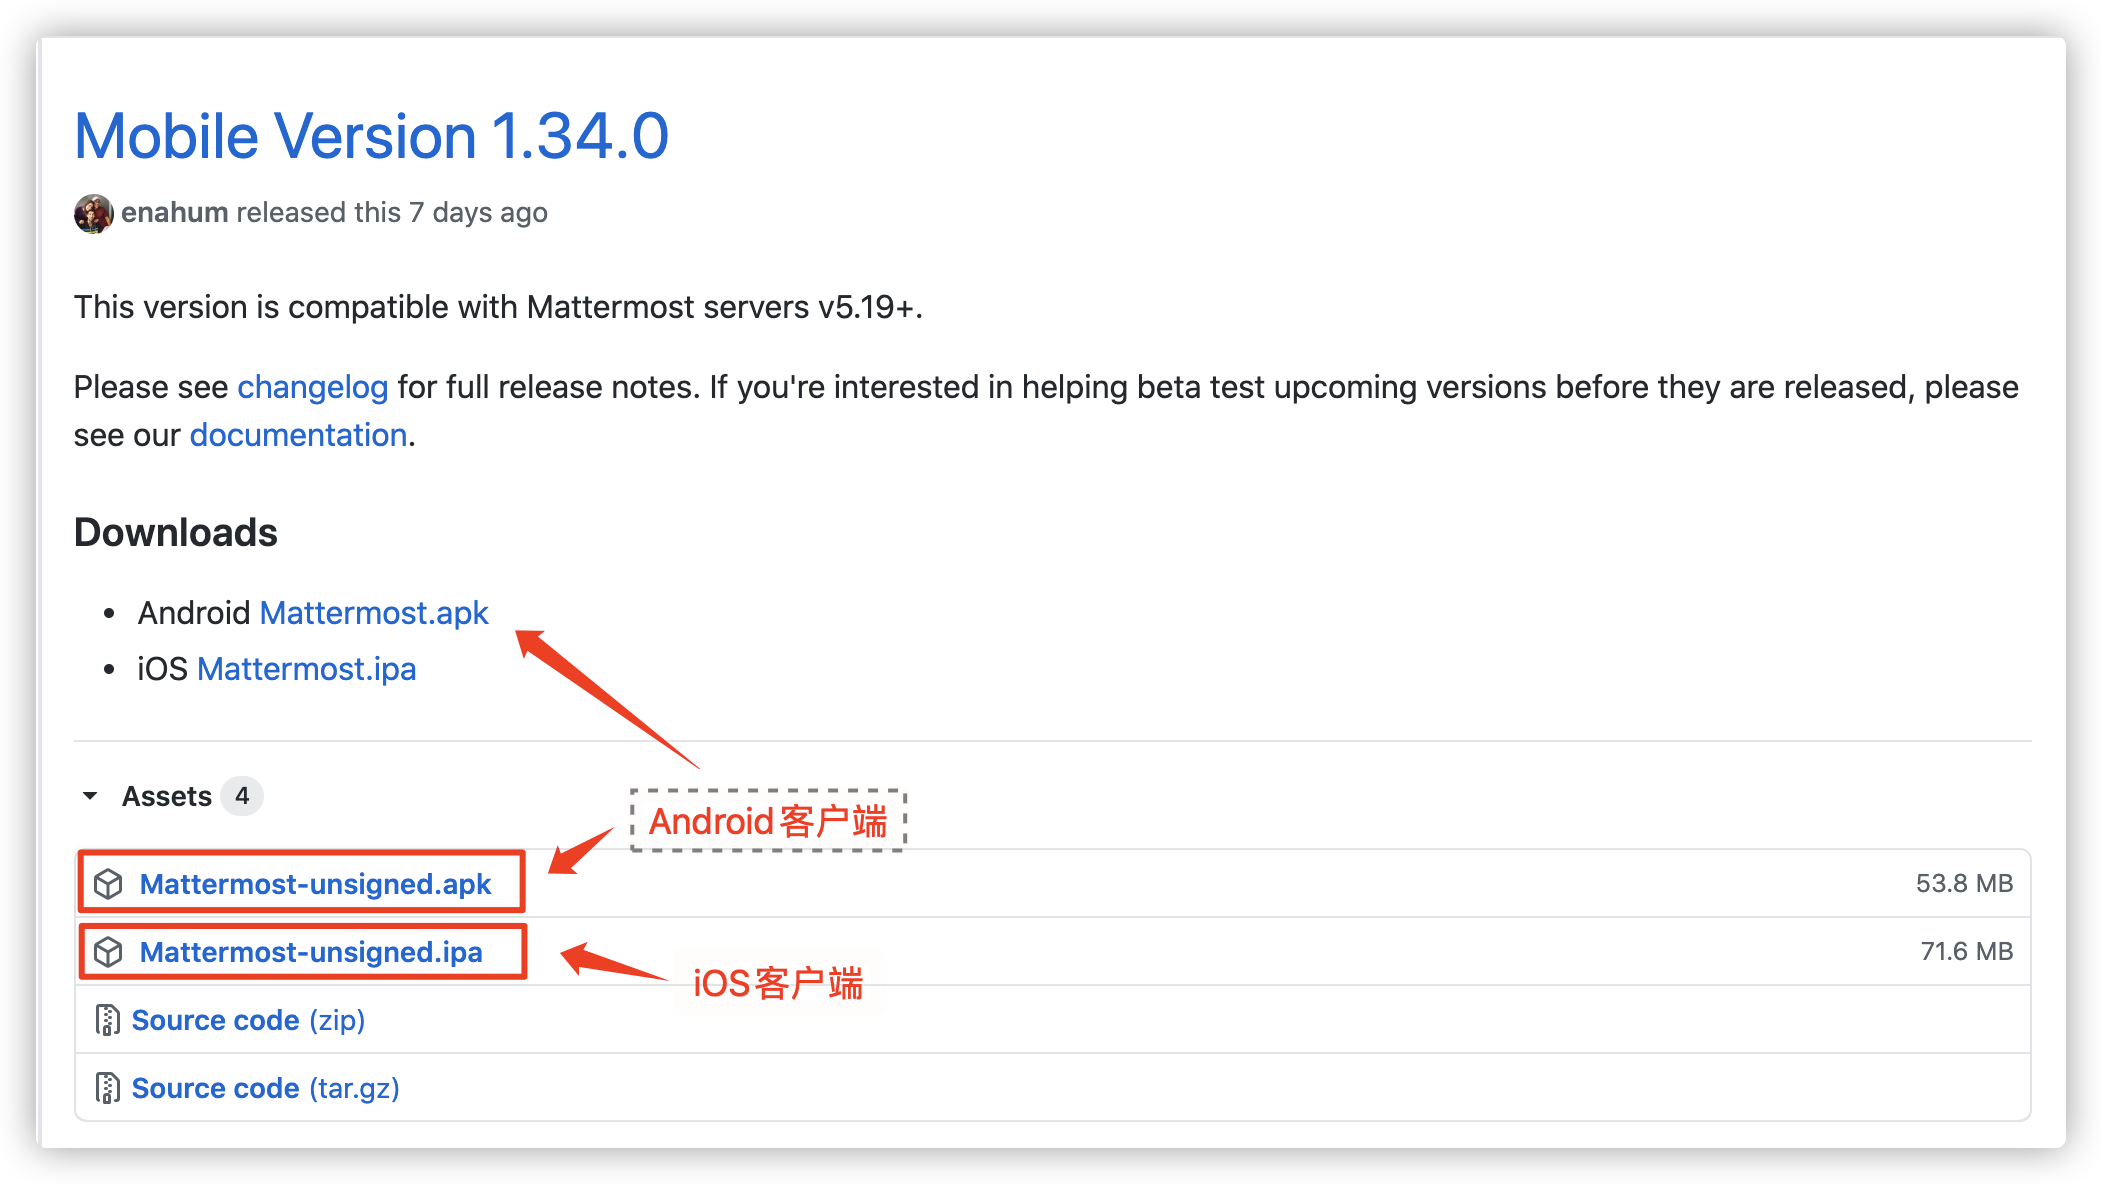 Mobile Version 1.34.0
enahum released this 7 days ago
This version is compatible with Mattermost servers v5.19+.
Please see changelog for full release notes. If you're interested in helping beta test upcoming versions before they are released, please
see our documentation.
Downloads
• Android Mattermost.apk
• iOS Mattermost.ipa
Assets 4
Android客户端
Mattermost-unsigned.apk 53.8 MB
Mattermost-unsigned.ipa 71.6 MB
iOS客户端
Source code (zip)
Source code (tar.gz)